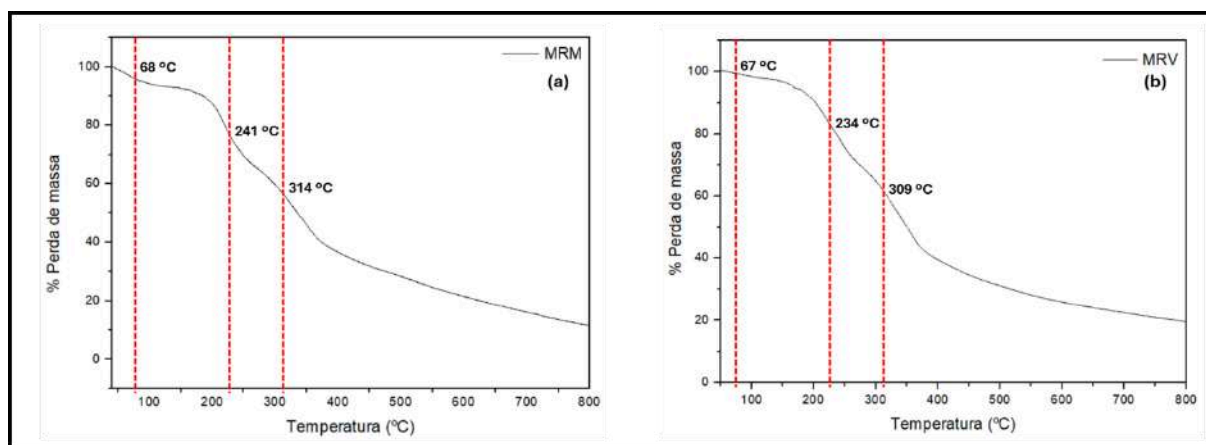 MRM
(a)
68 ºC
241 ºC
314 ºC
100
80
60
40
20
0
% Perda de massa
100 200 300 400 500 600 700 800
Temperatura (ºC)
MRV
(b)
67 ºC
234 ºC
309 ºC
100
80
60
40
20
0
% Perda de massa
100 200 300 400 500 600 700 800
Temperatura (ºC)